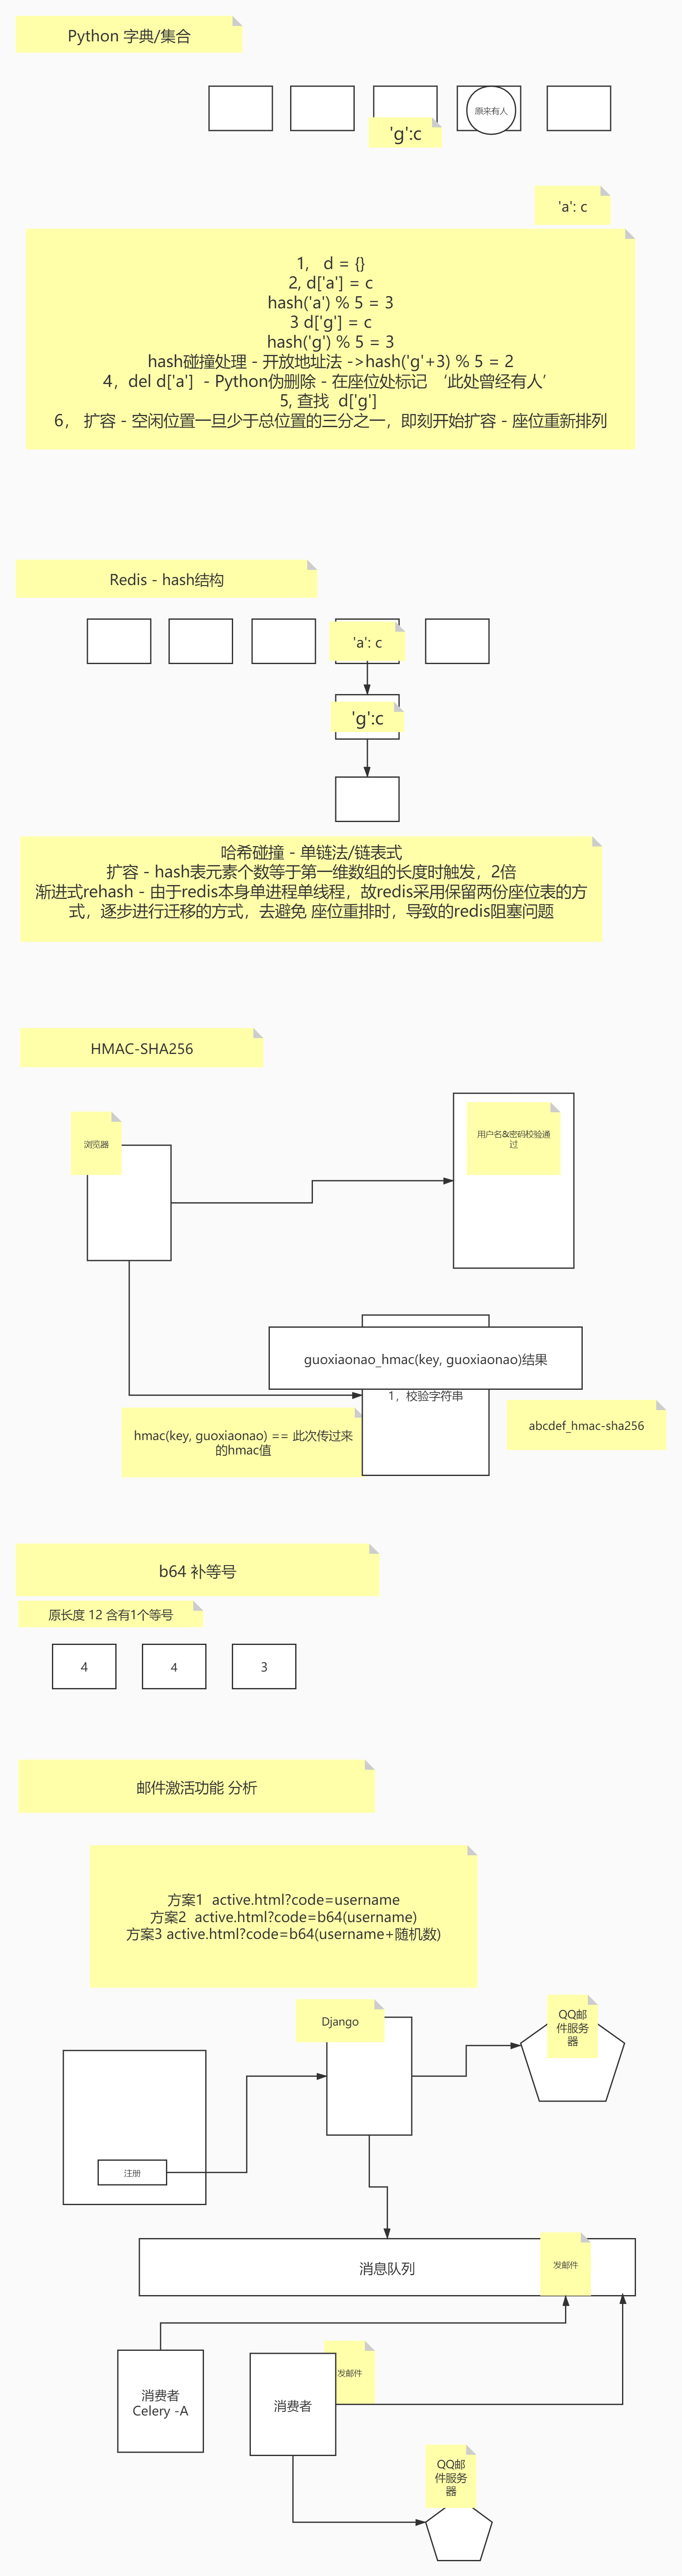 Python 字典/集合
原来有人
'g':c
'a': c
1， d = {}
2, d['a'] = c
hash('a') % 5 = 3
3 d['g'] = c
hash('g') % 5 = 3
hash碰撞处理 - 开放地址法 ->hash('g'+3) % 5 = 2
4，del d['a']  - Python伪删除 - 在座位处标记 ‘此处曾经有人’
5, 查找  d['g']
6， 扩容 - 空闲位置一旦少于总位置的三分之一，即刻开始扩容 - 座位重新排列
Redis - hash结构
'a': c
'g':c
哈希碰撞 - 单链法/链表式
扩容 - hash表元素个数等于第一维数组的长度时触发，2倍
渐进式rehash - 由于redis本身单进程单线程，故redis采用保留两份座位表的方
式，逐步进行迁移的方式，去避免 座位重排时，导致的redis阻塞问题
HMAC-SHA256
浏览器
用户名&密码校验通
过
guoxiaonao_hmac(key, guoxiaonao)结果
1，校验字符串
hmac(key, guoxiaonao) == 此次传过来
的hmac值
abcdef_hmac-sha256
b64 补等号
原长度 12 含有1个等号
4
4
3
邮件激活功能 分析
方案1  active.html?code=username
方案2  active.html?code=b64(username)
方案3 active.html?code=b64(username+随机数)
Django
QQ邮
件服务
器
注册
消息队列
发邮件
消费者
Celery -A
消费者
发邮件
QQ邮
件服务
器